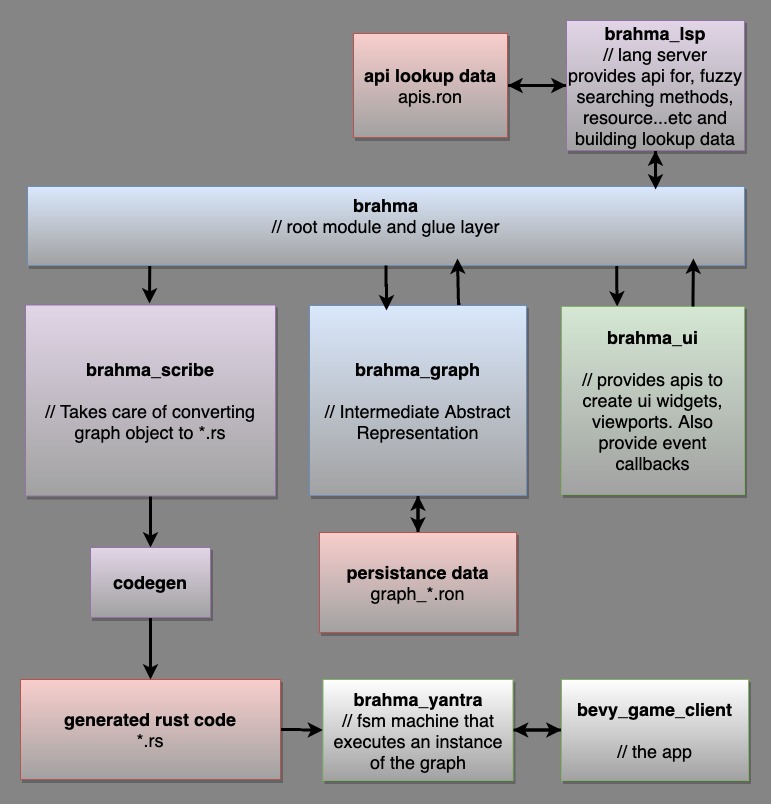 api lookup data
apis.ron
brahma_lsp
// lang server
provides api for, fuzzy
searching methods,
resource...etc and
building lookup data
brahma
// root module and glue layer
brahma_scribe
// Takes care of converting
graph object to *.rs
brahma_graph
// Intermediate Abstract
Representation
brahma_ui
// provides apis to
create ui widgets,
viewports. Also
provide event
callbacks
codegen
persistance data
graph_*.ron
generated rust code
*.rs
brahma_yantra
// fsm machine that
executes an instance
of the graph
bevy_game_client
// the app